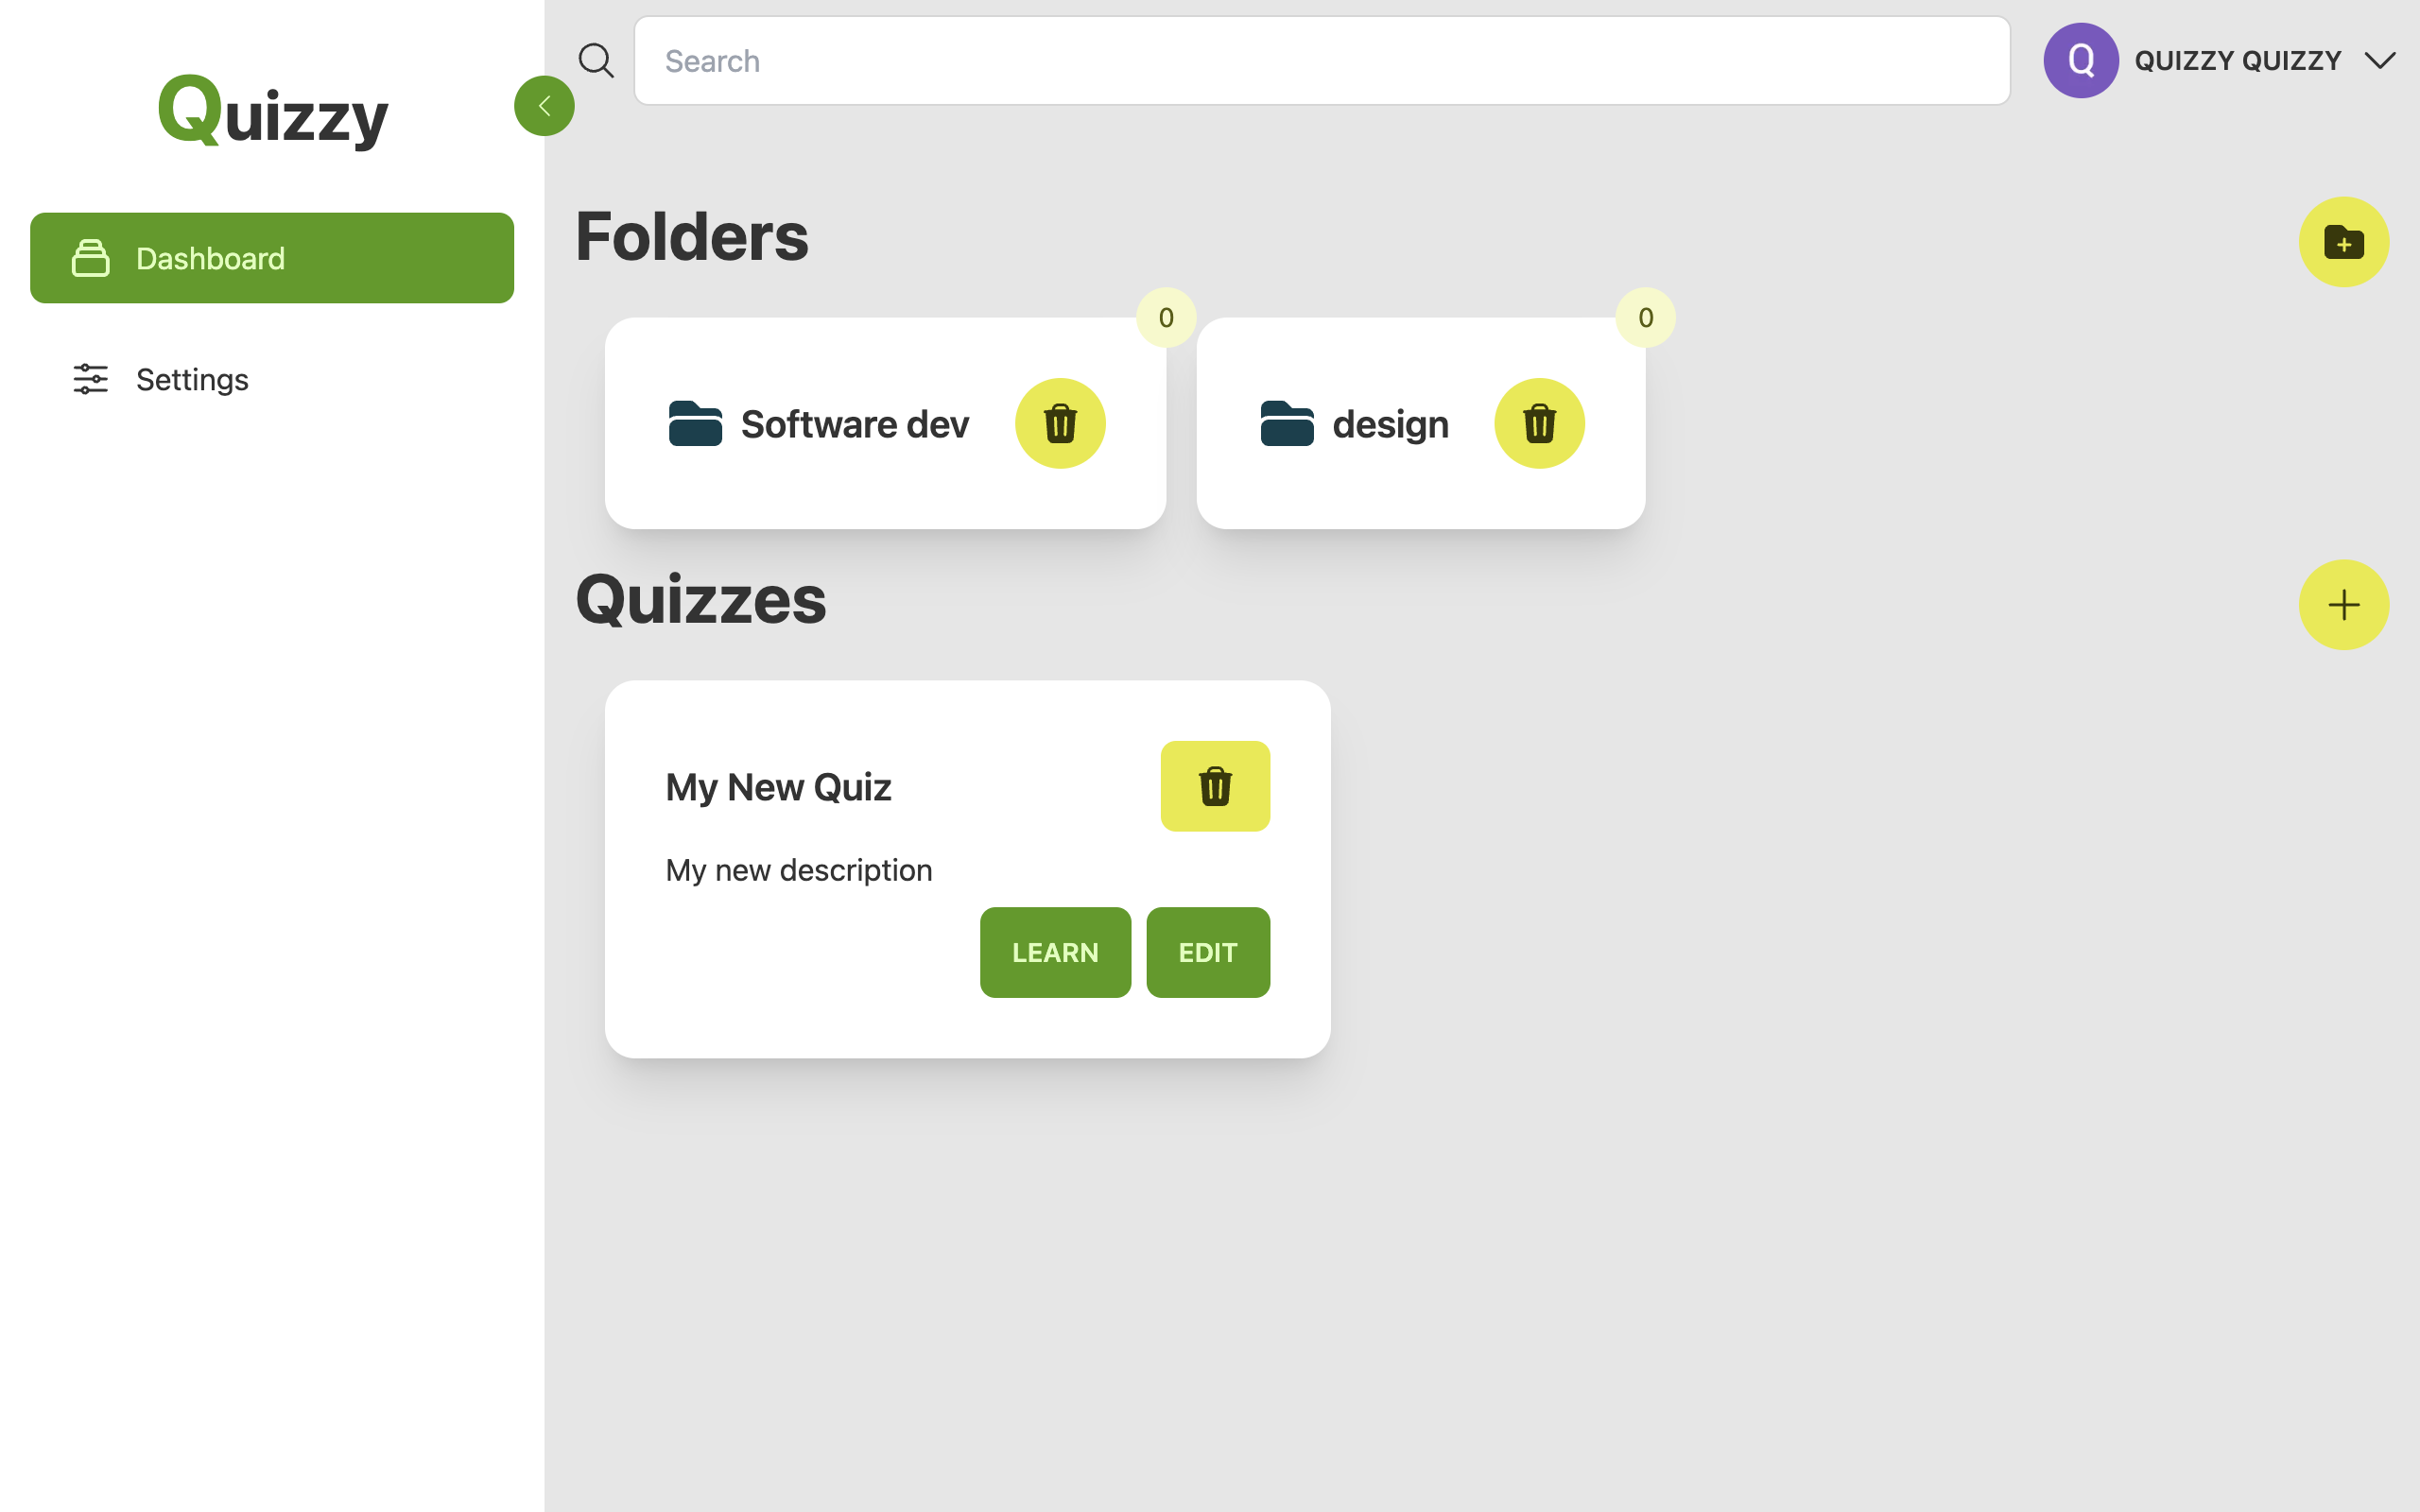 Quizzy
Search
Q QUIZZY QUIZZY
Dashboard
Settings
Folders
0
0
Software dev
design
Quizzes
My New Quiz
My new description
LEARN EDIT